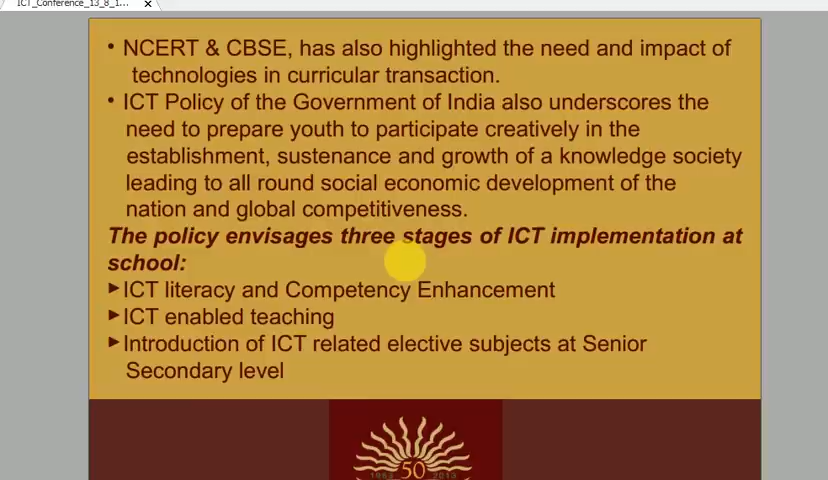 ICT_Conference_13_8_1...
• NCERT & CBSE, has also highlighted the need and impact of
technologies in curricular transaction.
• ICT Policy of the Government of India also underscores the
need to prepare youth to participate creatively in the
establishment, sustenance and growth of a knowledge society
leading to all round social economic development of the
nation and global competitiveness.
The policy envisages three stages of ICT implementation at
school:
►ICT literacy and Competency Enhancement
►ICT enabled teaching
►Introduction of ICT related elective subjects at Senior
Secondary level
50
1963 2013